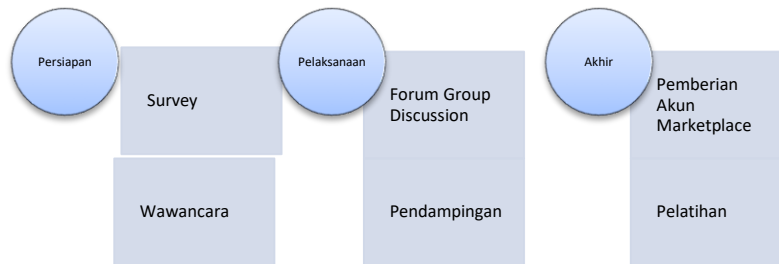 Persiapan
Survey
Wawancara
Pelaksanaan
Forum Group
Discussion
Pendampingan
Akhir
Pemberian
Akun
Marketplace
Pelatihan